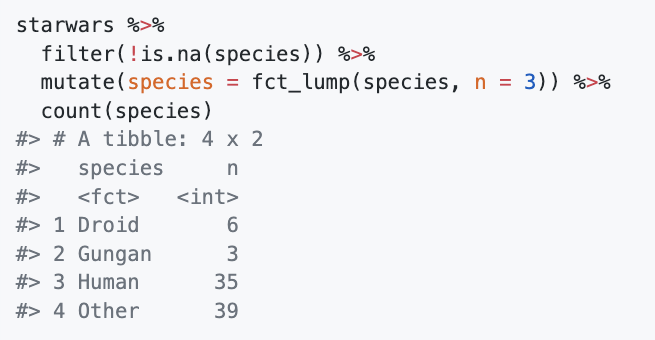 starwars %>%
  filter(!is.na(species)) %>%
  mutate(species = fct_lump(species, n = 3)) %>%
  count(species)
#> # A tibble: 4 x 2
#>   species     n
#>   <fct>   <int>
#> 1 Droid       6
#> 2 Gungan      3
#> 3 Human      35
#> 4 Other      39